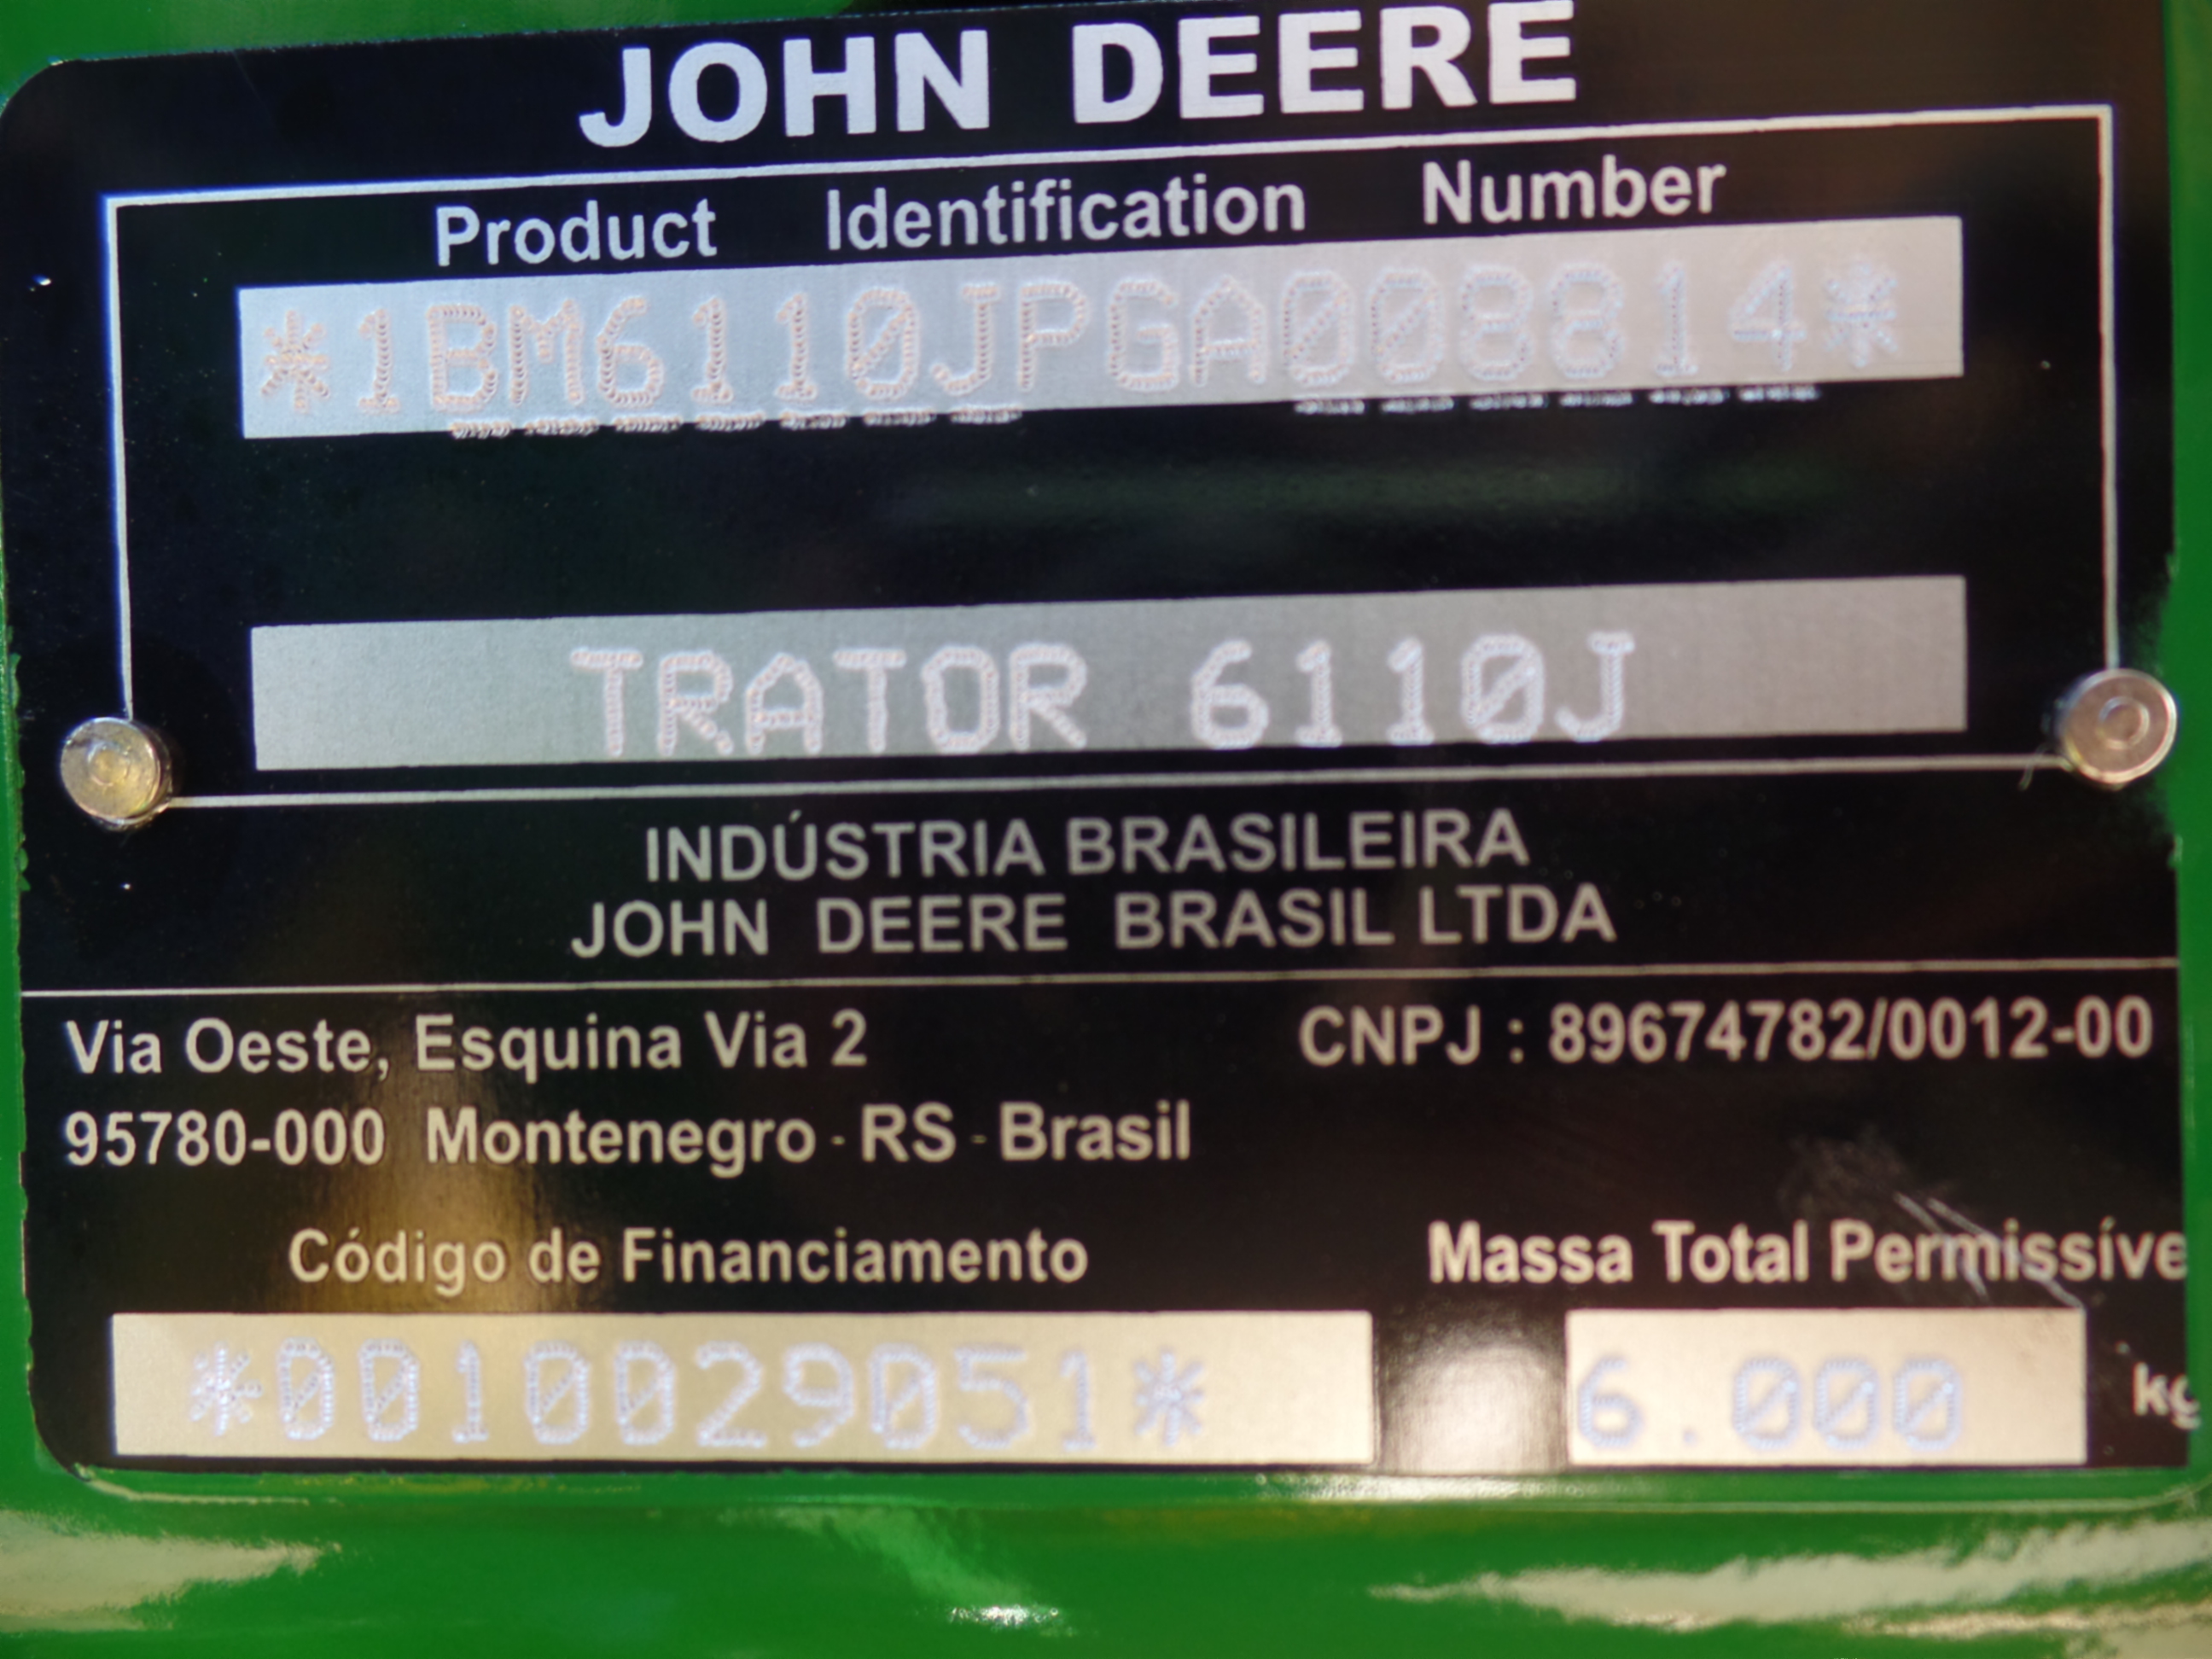 JOHN DEERE
Product Identification Number
*1BM6110JPGA008814*
TRATOR 6110J
INDÚSTRIA BRASILEIRA
JOHN DEERE BRASIL LTDA
Via Oeste, Esquina Via 2 CNPJ : 89674782/0012-00
95780-000 Montenegro - RS - Brasil
Código de Financiamento Massa Total Permissíve
*0010029051* 6.000 kg